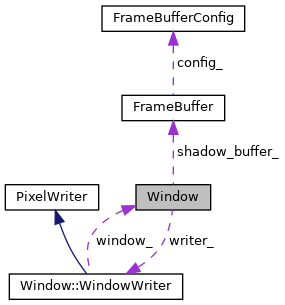 FrameBufferConfig
config_
FrameBuffer
shadow_buffer_
PixelWriter
Window
window_
writer_
Window::WindowWriter